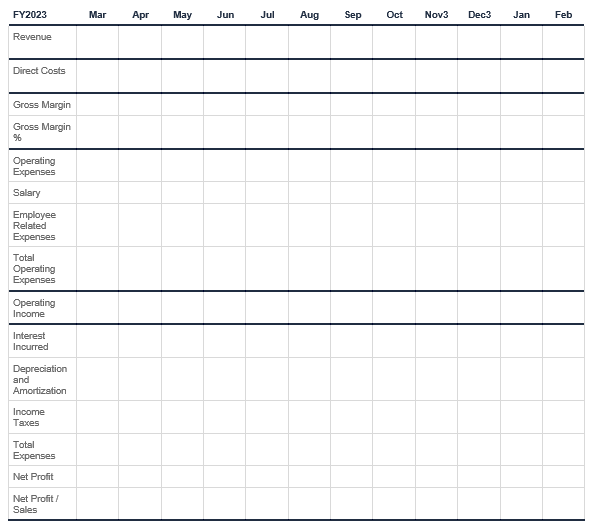 FY2023 Mar Apr May Jun Jul Aug Sep Oct Nov3 Dec3 Jan Feb
Revenue
Direct Costs
Gross Margin
Gross Margin
%
Operating
Expenses
Salary
Employee
Related
Expenses
Total
Operating
Expenses
Operating
Income
Interest
Incurred
Depreciation
and
Amortization
Income
Taxes
Total
Expenses
Net Profit
Net Profit /
Sales